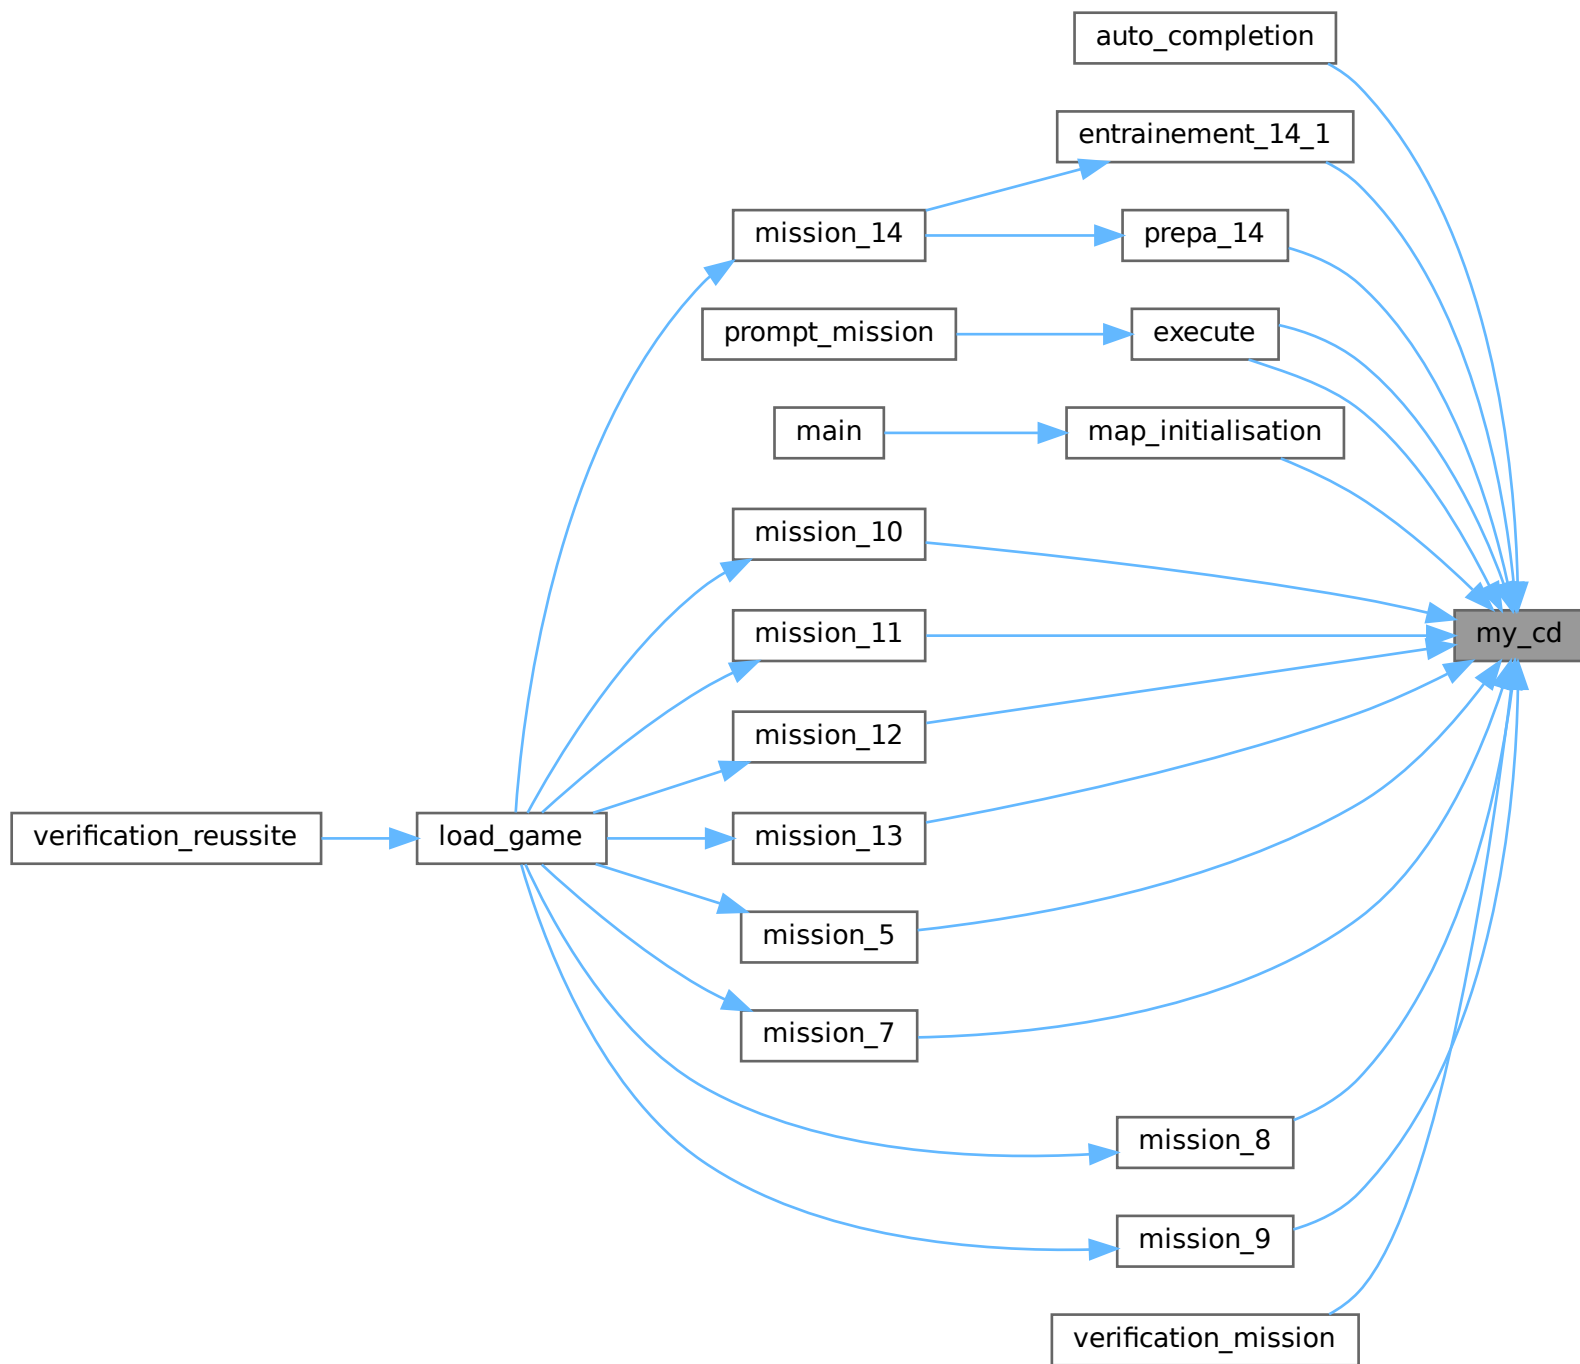 auto_completion
entrainement_14_1
mission_14
prepa_14
prompt_mission
execute
main
map_initialisation
mission_10
mission_11
my_cd
mission_12
verification_reussite
load_game
mission_13
mission_5
mission_7
mission_8
mission_9
verification_mission